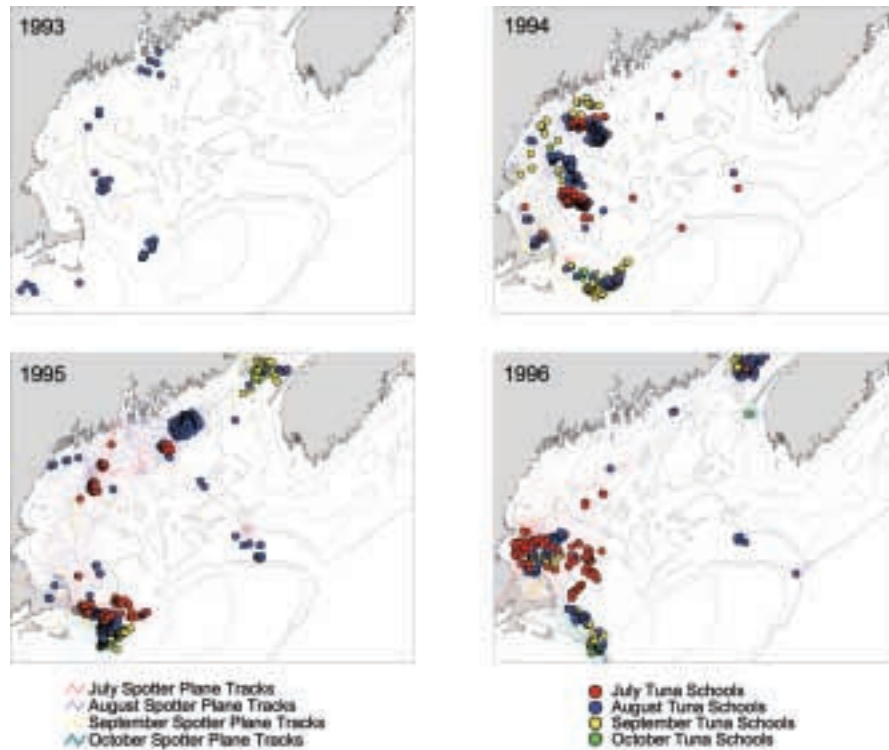 1993
1994
1995
1996
July Spotter Plane Tracks
August Spotter Plane Tracks
September Spotter Plane Tracks
October Spotter Plane Tracks
July Tuna Schools
August Tuna Schools
September Tuna Schools
October Tuna Schools